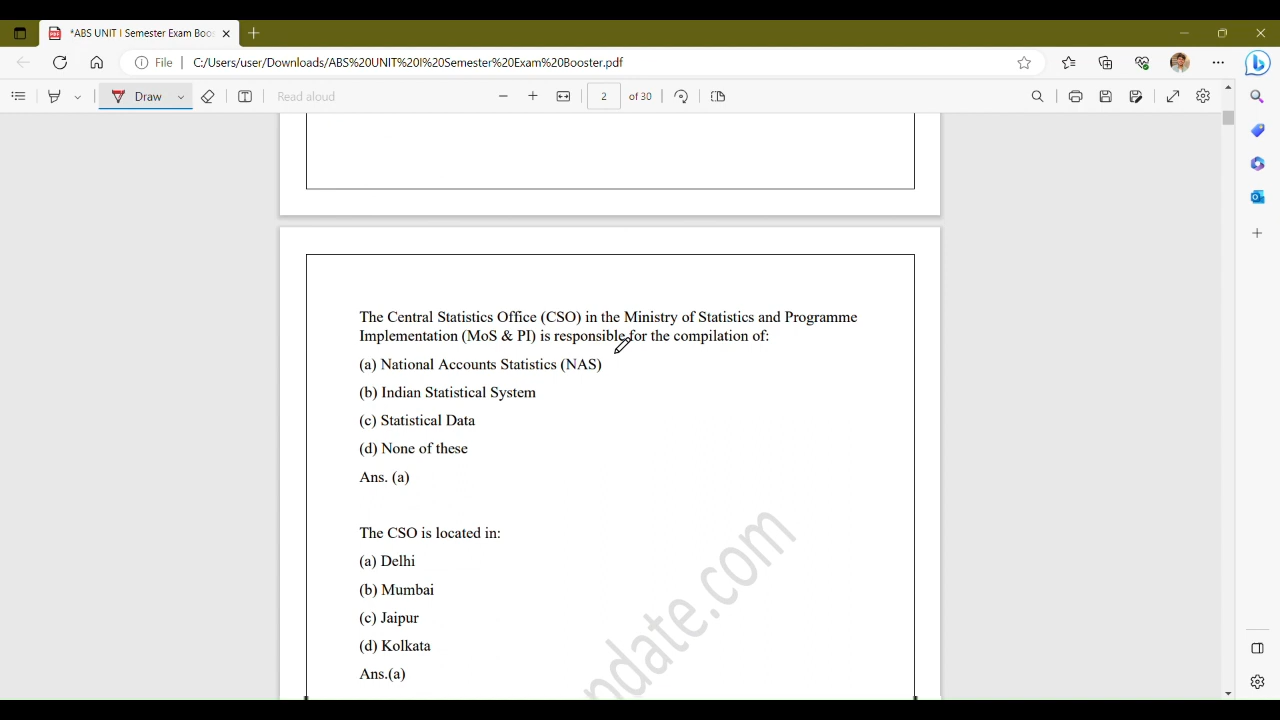 *ABS UNIT I Semester Exam Boo
File
C:/Users/user/Downloads/ABS%20UNIT%20I%20Semester%20Exam%20Booster.pdf
Draw
Read aloud
2 of 30
The Central Statistics Office (CSO) in the Ministry of Statistics and Programme
Implementation (MoS & PI) is responsible for the compilation of:
(a) National Accounts Statistics (NAS)
(b) Indian Statistical System
(c) Statistical Data
(d) None of these
Ans. (a)
The CSO is located in:
(a) Delhi
(b) Mumbai
(c) Jaipur
(d) Kolkata
Ans.(a)
ndate.com